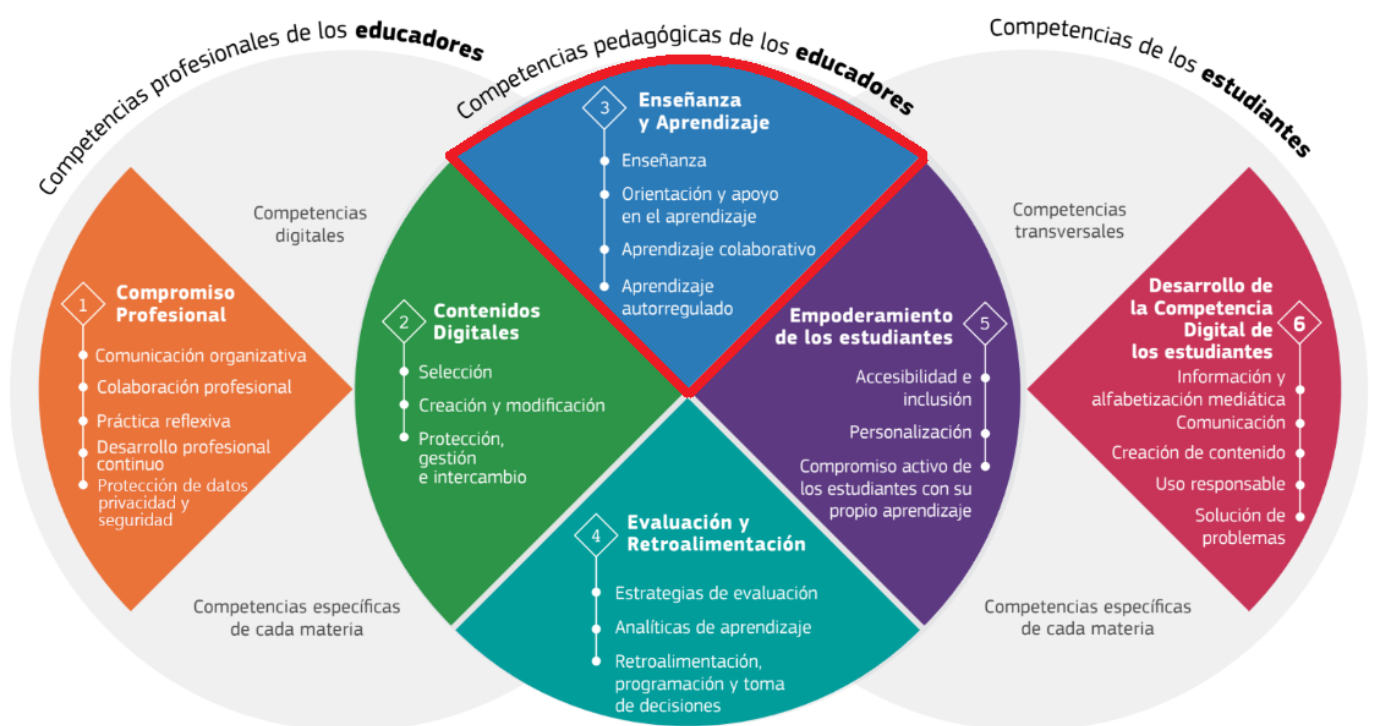 Competencias profesionales de los educadores
Competencias pedagógicas de los educadores
Competencias de los estudiantes
Competencias
digitales
Competencias específicas
de cada materia
1
Compromiso
Profesional
Comunicación organizativa
Colaboración profesional
Práctica reflexiva
Desarrollo profesional
continuo
Protección de datos
privacidad y
seguridad
2
Contenidos
Digitales
Selección
Creación y modificación
Protección,
gestión
e intercambio
3
Enseñanza
y Aprendizaje
Enseñanza
Orientación y apoyo
en el aprendizaje
Aprendizaje colaborativo
Aprendizaje
autorregulado
4
Evaluación y
Retroalimentación
Estrategias de evaluación
Analíticas de aprendizaje
Retroalimentación,
programación y toma
de decisiones
Empoderamiento
de los estudiantes
5
Accesibilidad e
inclusión
Personalización
Compromiso activo de
los estudiantes con su
propio aprendizaje
Competencias
transversales
Competencias específicas
de cada materia
Desarrollo de
la Competencia
Digital de
los estudiantes
6
Información y
alfabetización mediática
Comunicación
Creación de contenido
Uso responsable
Solución de
problemas